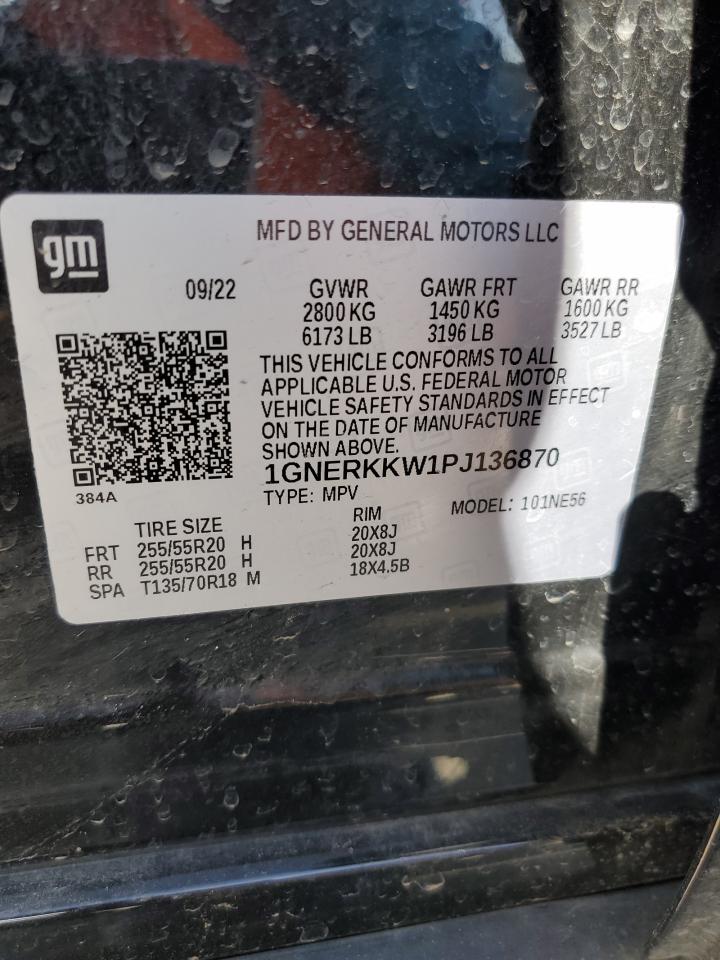 gm
MFD BY GENERAL MOTORS LLC
09/22 GVWR GAWR FRT GAWR RR
2800 KG 1450 KG 1600 KG
6173 LB 3196 LB 3527 LB
THIS VEHICLE CONFORMS TO ALL
APPLICABLE U.S. FEDERAL MOTOR
VEHICLE SAFETY STANDARDS IN EFFECT
ON THE DATE OF MANUFACTURE
SHOWN ABOVE.
1GNERKKW1PJ136870
384A
TYPE: MPV MODEL: 101NE56
TIRE SIZE RIM
FRT 255/55R20 H 20X8J
RR 255/55R20 H 20X8J
SPA T135/70R18 M 18X4.5B